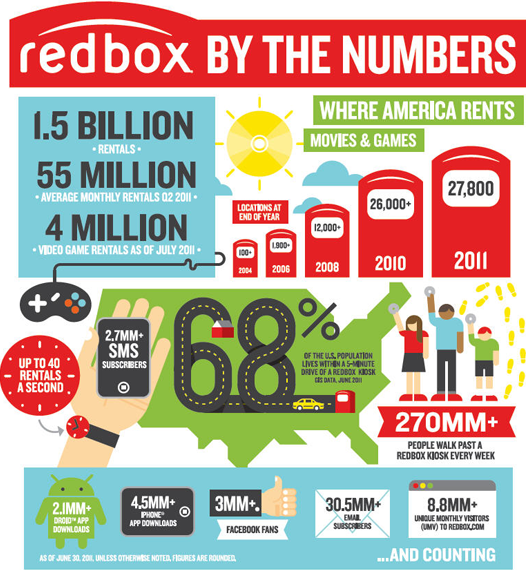 redbox BY THE NUMBERS
1.5 BILLION
• RENTALS •
55 MILLION
• AVERAGE MONTHLY RENTALS Q2 2011 •
4 MILLION
• VIDEO GAME RENTALS AS OF JULY 2011 •
WHERE AMERICA RENTS
MOVIES & GAMES
LOCATIONS AT
END OF YEAR
100+
2004
1,900+
2006
12,000+
2008
26,000+
2010
27,800
2011
UP TO 40
RENTALS
A SECOND
2.7MM+
SMS
SUBSCRIBERS
68%
OF THE U.S. POPULATION
LIVES WITHIN A 5-MINUTE
DRIVE OF A REDBOX KIOSK
GIS DATA, JUNE 2011
270MM+
PEOPLE WALK PAST A
REDBOX KIOSK EVERY WEEK
2.1MM+
DROID™ APP
DOWNLOADS
4.5MM+
IPHONE™
APP DOWNLOADS
3MM+
FACEBOOK FANS
30.5MM+
EMAIL
SUBSCRIBERS
8.8MM+
UNIQUE MONTHLY VISITORS
(UMV) TO REDBOX.COM
AS OF JUNE 30, 2011, UNLESS OTHERWISE NOTED. FIGURES ARE ROUNDED.
...AND COUNTING